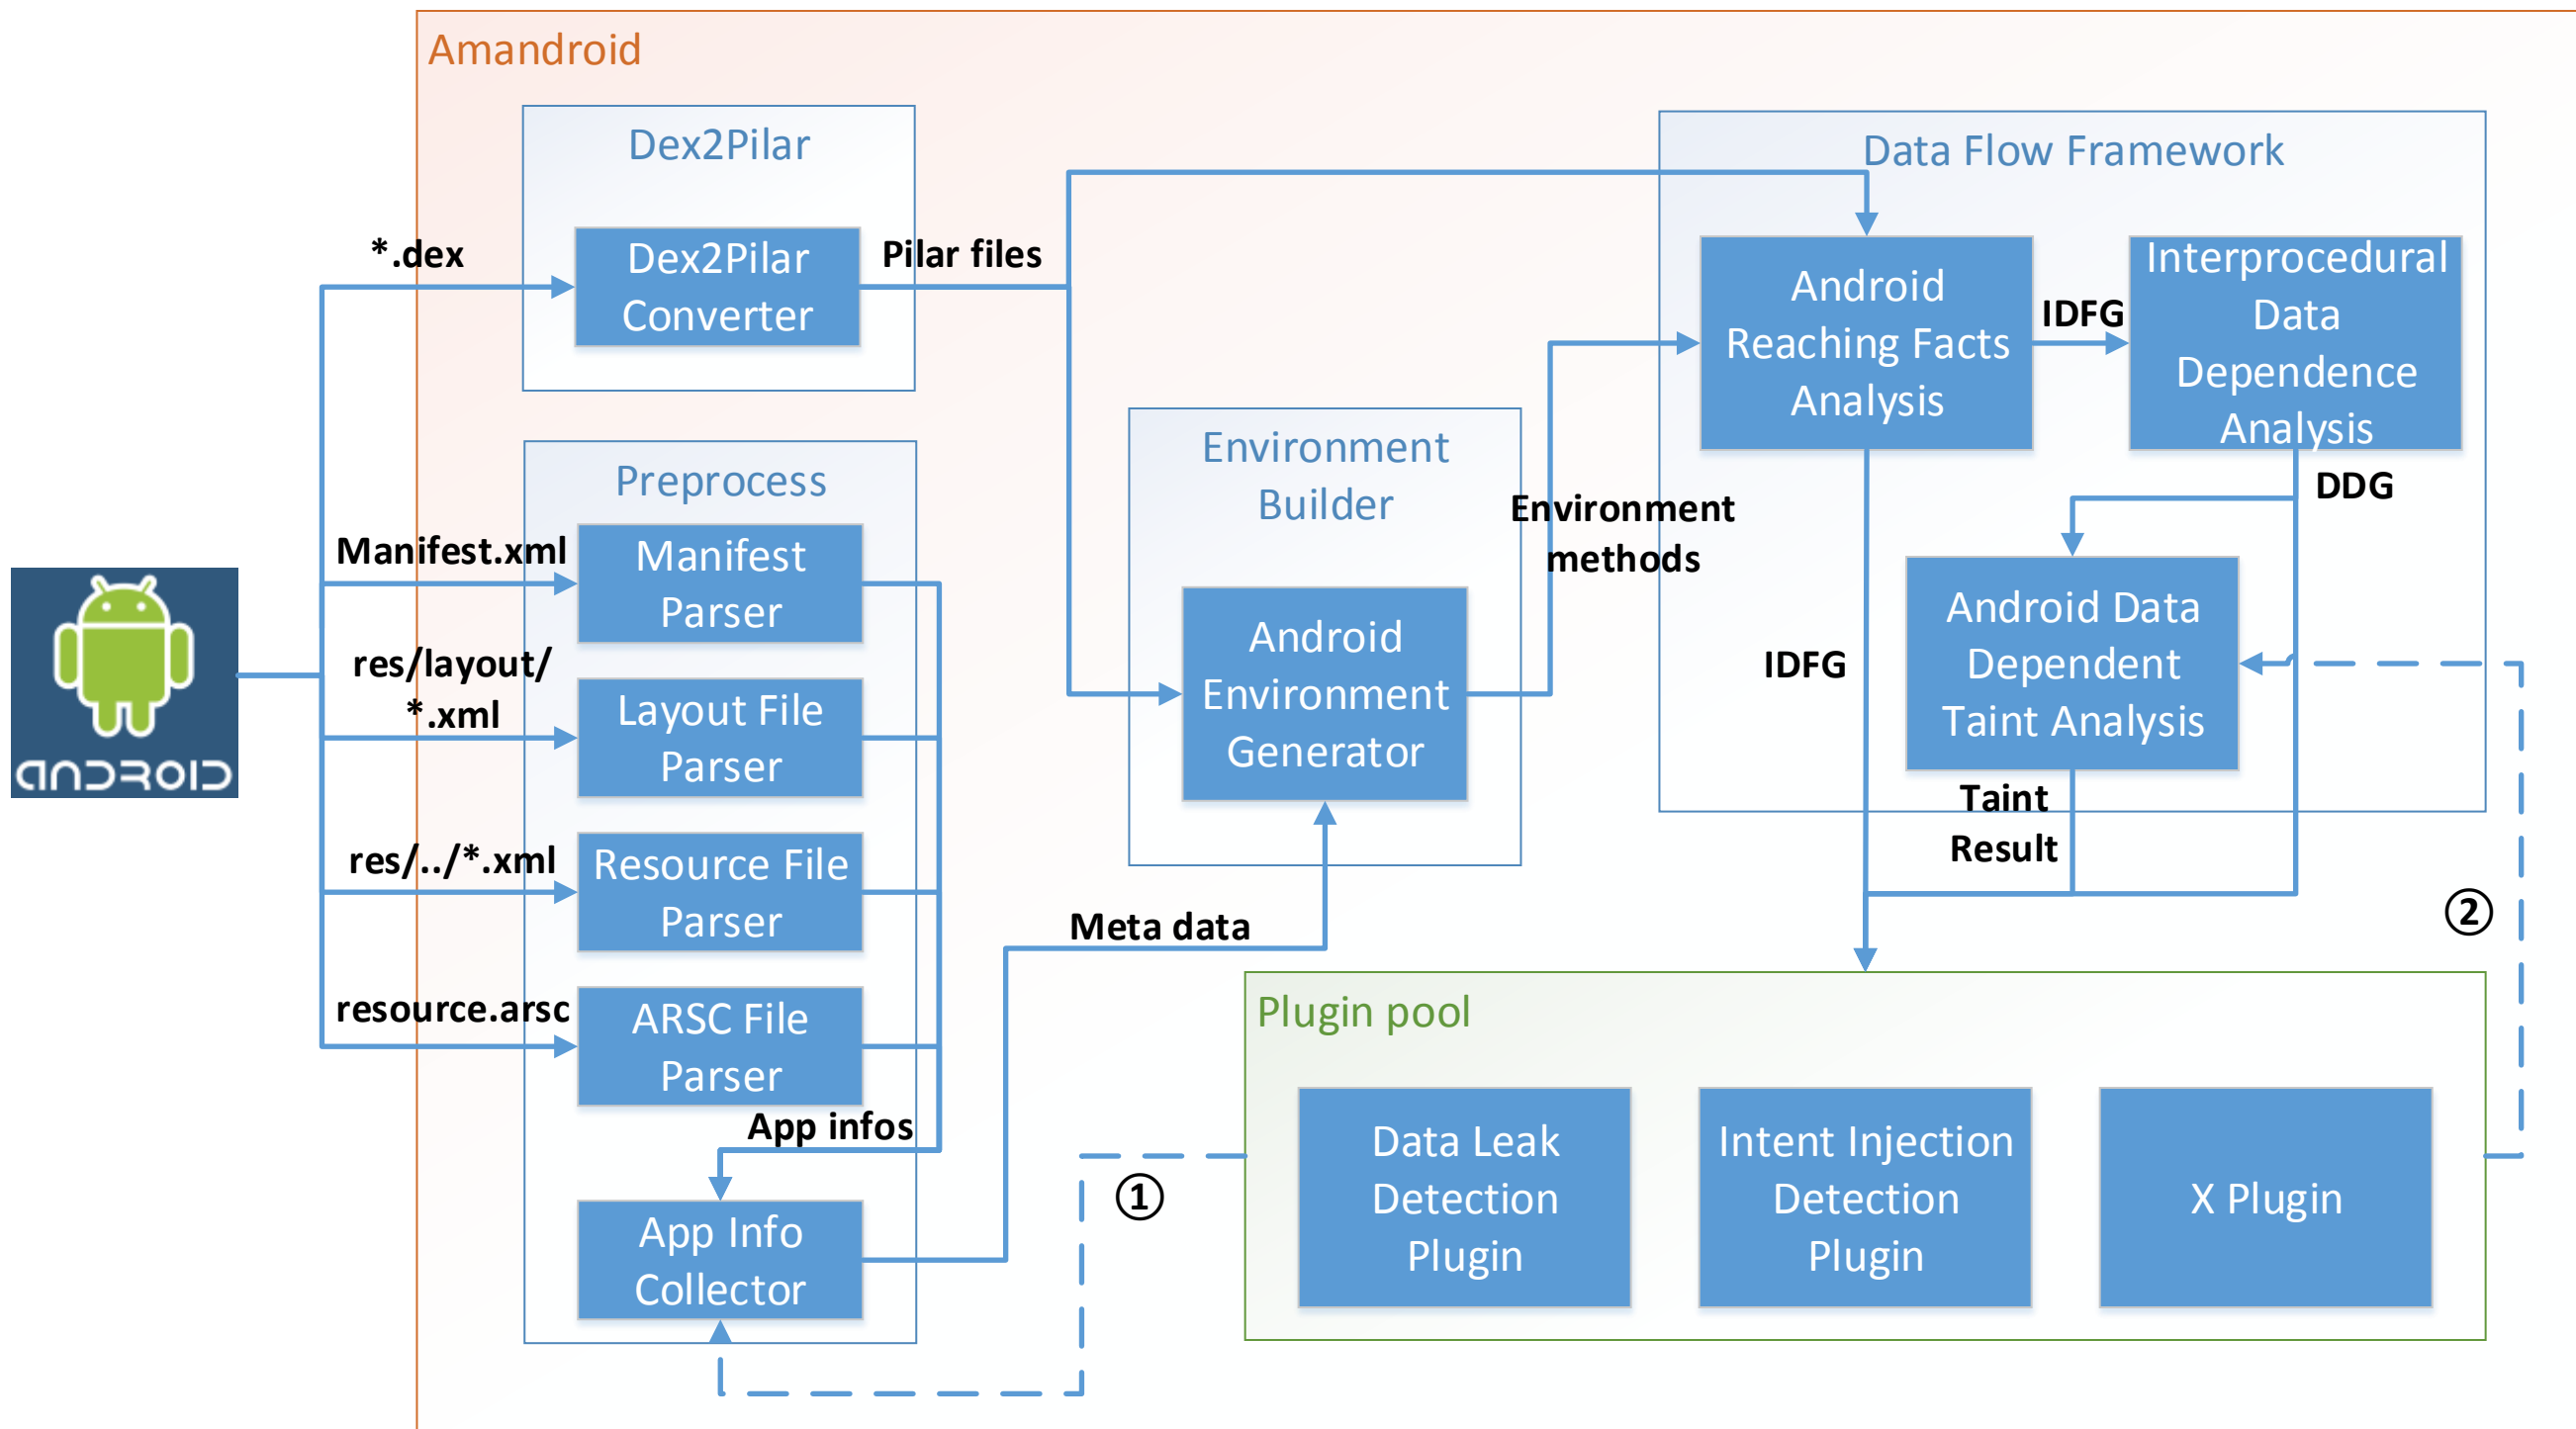 Amandroid
Dex2Pilar
*.dex
Dex2Pilar
Converter
Pilar files
Preprocess
Manifest.xml
Manifest
Parser
res/layout/
*.xml
Layout File
Parser
res/../*.xml
Resource File
Parser
resource.arsc
ARSC File
Parser
App infos
App Info
Collector
ANDROID
Meta data
Environment
Builder
Android
Environment
Generator
Environment
methods
Data Flow Framework
Android
Reaching Facts
Analysis
IDFG
Interprocedural
Data
Dependence
Analysis
DDG
IDFG
Android Data
Dependent
Taint Analysis
Taint
Result
②
①
Plugin pool
Data Leak
Detection
Plugin
Intent Injection
Detection
Plugin
X Plugin